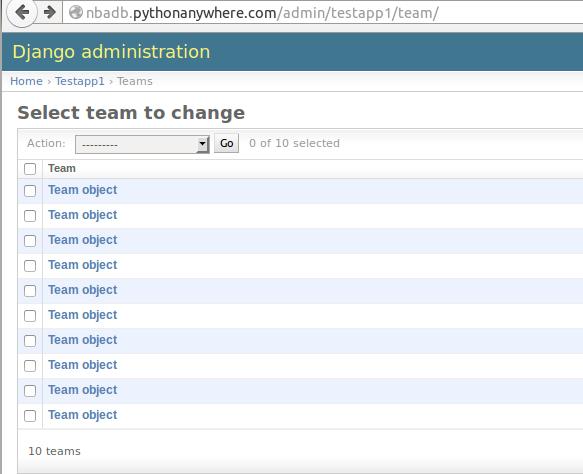 nbadb.pythonanywhere.com/admin/testapp1/team/
Django administration
Home › Testapp1 › Teams
Select team to change
Action: --------- Go 0 of 10 selected
Team
Team object
Team object
Team object
Team object
Team object
Team object
Team object
Team object
Team object
Team object
10 teams